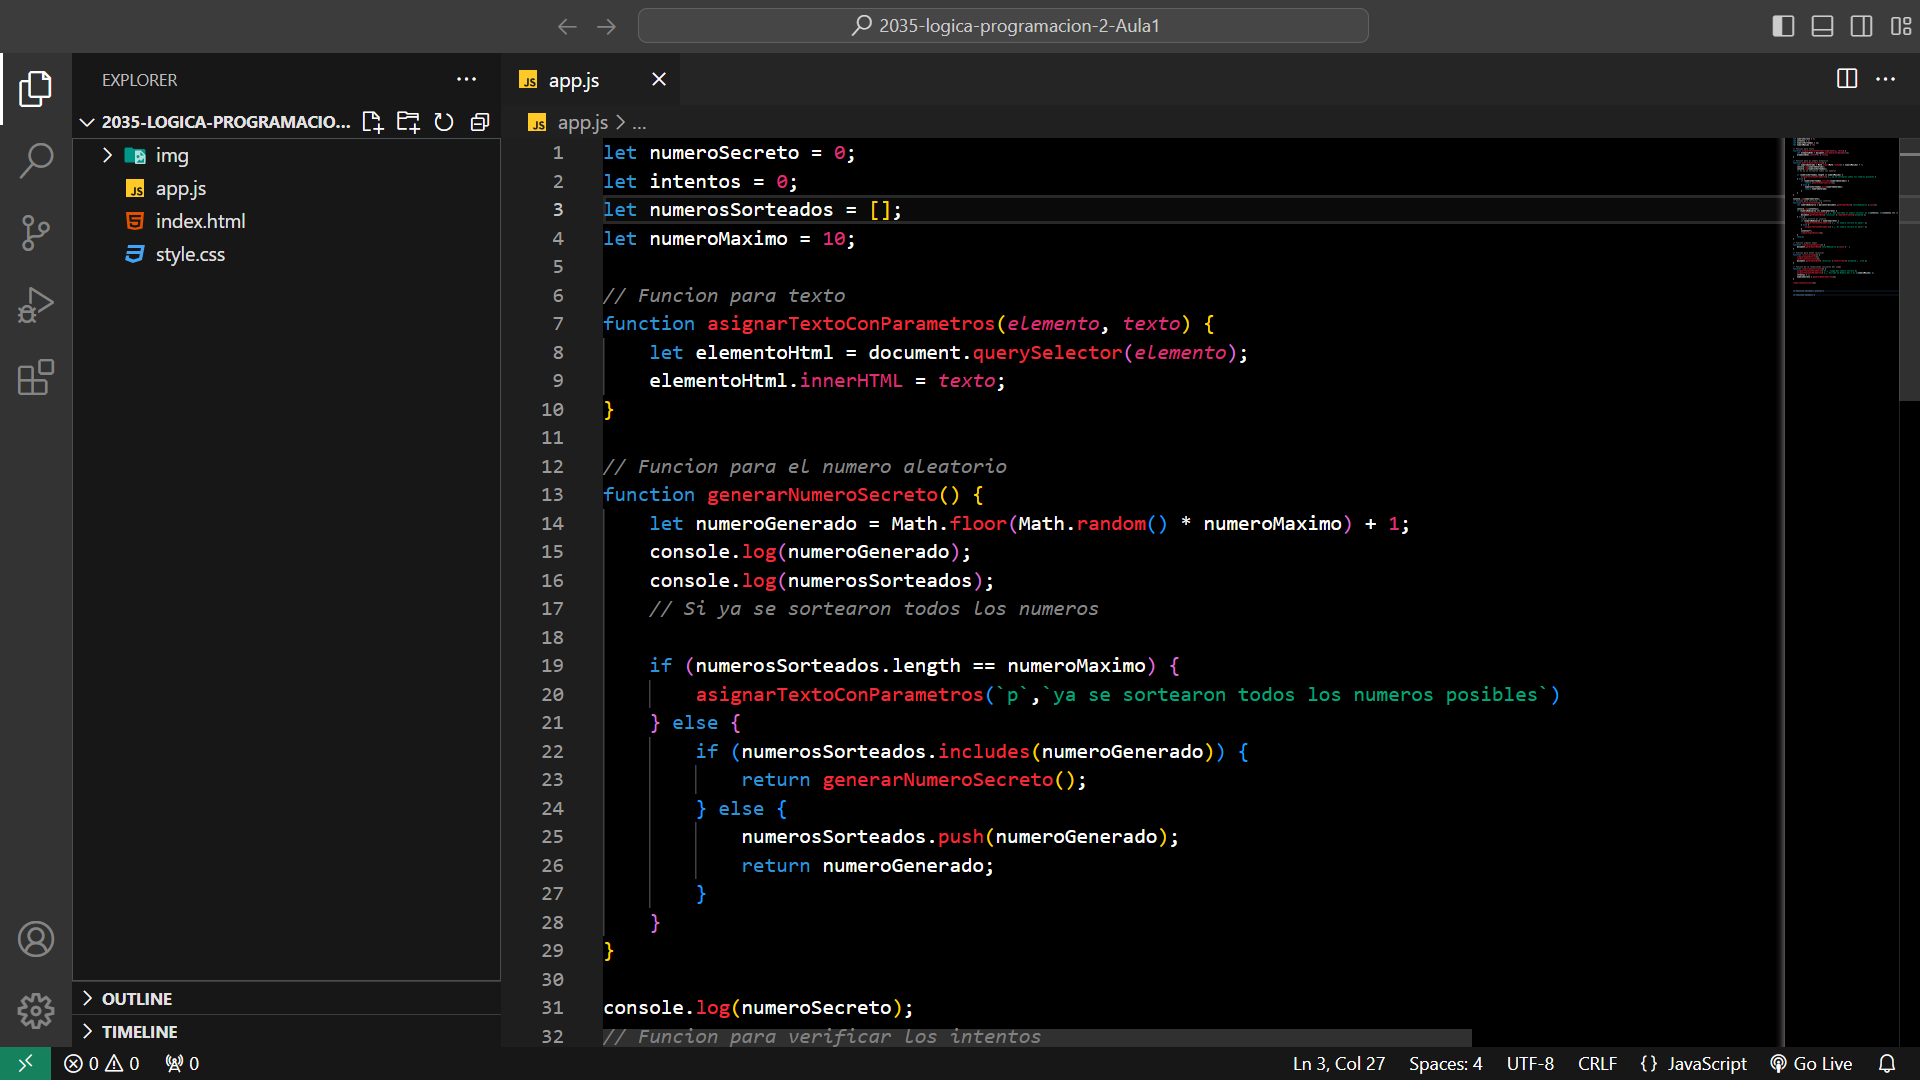 2035-logica-programacion-2-Aula1
EXPLORER
2035-LOGICA-PROGRAMACIO...
img
app.js
index.html
style.css
OUTLINE
TIMELINE
app.js
app.js > ...
1 let numeroSecreto = 0;
2 let intentos = 0;
3 let numerosSorteados = [];
4 let numeroMaximo = 10;
5
6 // Funcion para texto
7 function asignarTextoConParametros(elemento, texto) {
8     let elementoHtml = document.querySelector(elemento);
9     elementoHtml.innerHTML = texto;
10 }
11
12 // Funcion para el numero aleatorio
13 function generarNumeroSecreto() {
14     let numeroGenerado = Math.floor(Math.random() * numeroMaximo) + 1;
15     console.log(numeroGenerado);
16     console.log(numerosSorteados);
17     // Si ya se sortearon todos los numeros
18
19     if (numerosSorteados.length == numeroMaximo) {
20         asignarTextoConParametros(`p`,`ya se sortearon todos los numeros posibles`)
21     } else {
22         if (numerosSorteados.includes(numeroGenerado)) {
23             return generarNumeroSecreto();
24         } else {
25             numerosSorteados.push(numeroGenerado);
26             return numeroGenerado;
27         }
28     }
29 }
30
31 console.log(numeroSecreto);
32 // Funcion para verificar los intentos
0 0 0 Ln 3, Col 27 Spaces: 4 UTF-8 CRLF {} JavaScript Go Live